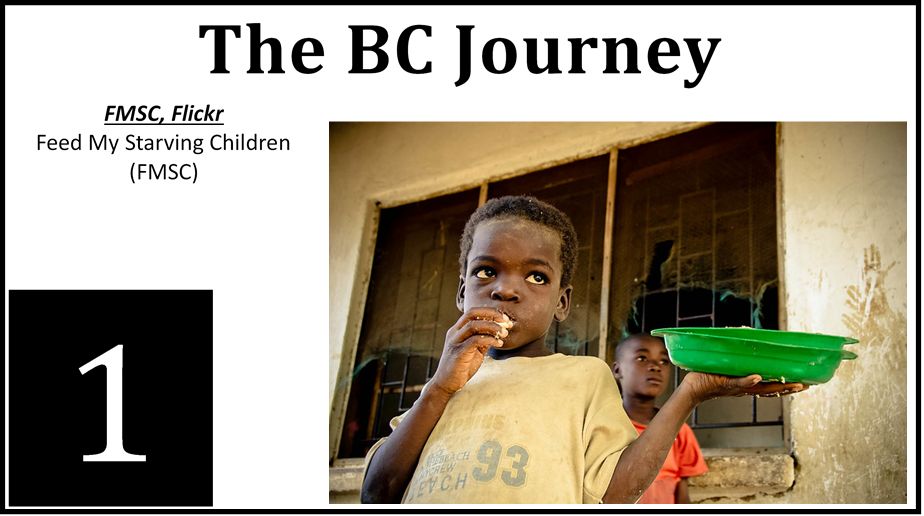 The BC Journey
FMSC, Flickr
Feed My Starving Children
(FMSC)
1
93